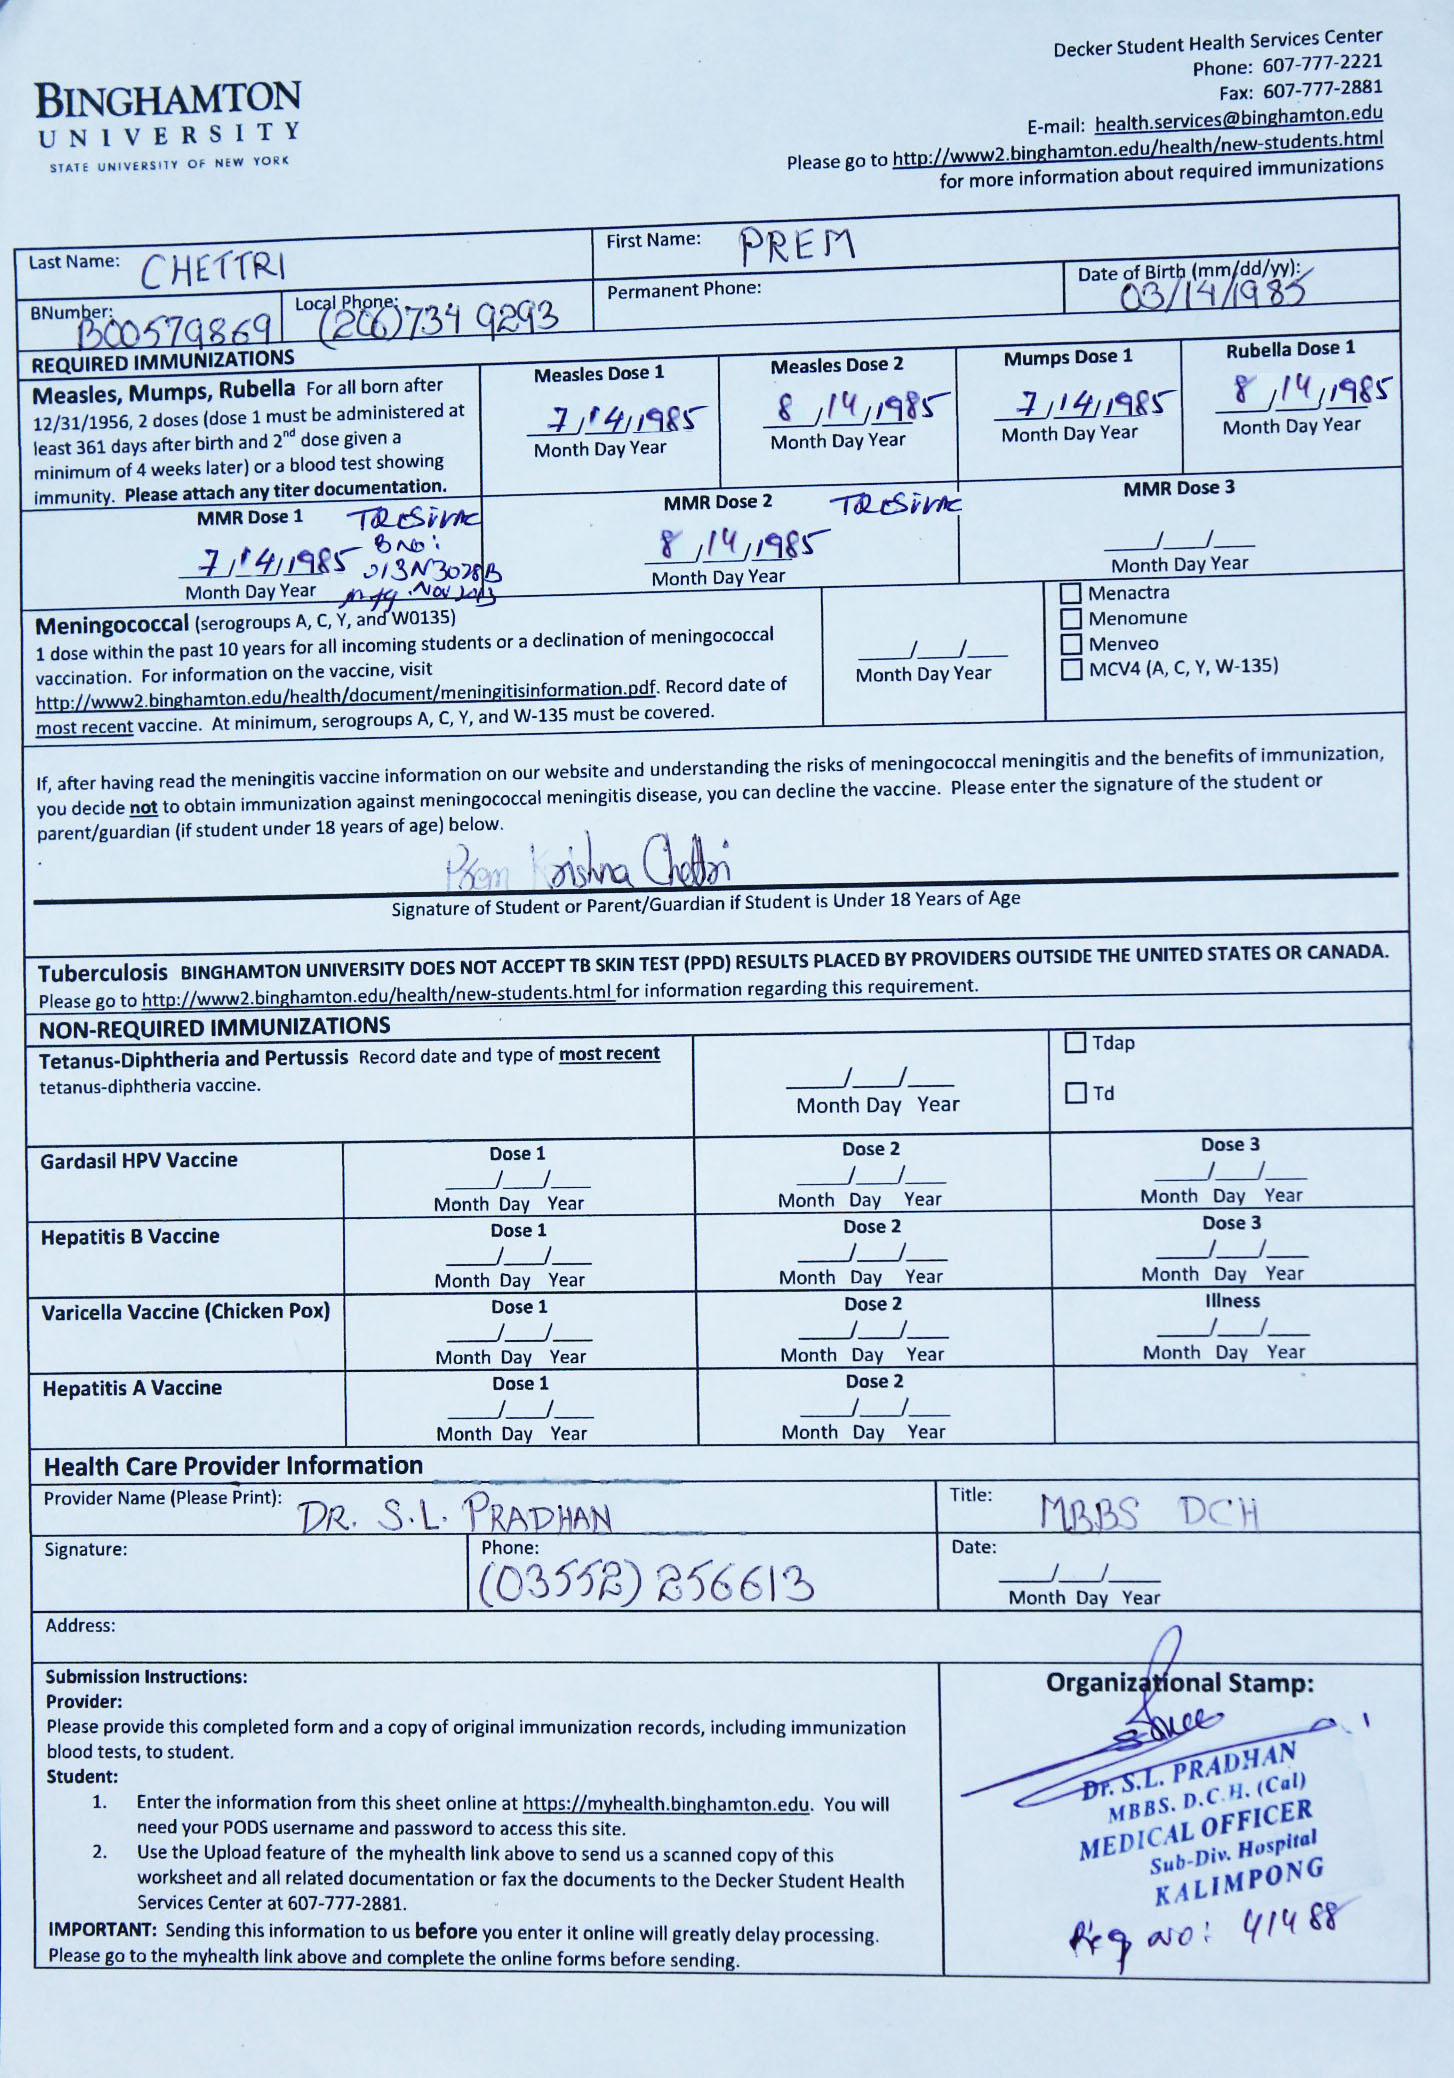 BINGHAMTON
UNIVERSITY
STATE UNIVERSITY OF NEW YORK
Decker Student Health Services Center
Phone: 607-777-2221
Fax: 607-777-2881
E-mail: health.services@binghamton.edu
Please go to http://www2.binghamton.edu/health/new-students.html
for more information about required immunizations
Last Name: CHETTRI First Name: PREM
BNumber: B00579869 Local Phone: (206)734 9293 Permanent Phone: Date of Birth (mm/dd/yy): 03/14/1985
REQUIRED IMMUNIZATIONS
Measles, Mumps, Rubella For all born after
12/31/1956, 2 doses (dose 1 must be administered at
least 361 days after birth and 2nd dose given a
minimum of 4 weeks later) or a blood test showing
immunity. Please attach any titer documentation.
Measles Dose 1
7/14/1985
Month Day Year
Measles Dose 2
8/14/1985
Month Day Year
Mumps Dose 1
7/14/1985
Month Day Year
Rubella Dose 1
8/14/1985
Month Day Year
MMR Dose 1 TRESIVAC
7/14/1985 BNO:
013N3028B
Month Day Year Mfg. Nov 2013
MMR Dose 2 TRESIVAC
8/14/1985
Month Day Year
MMR Dose 3
__/__/__
Month Day Year
Meningococcal (serogroups A, C, Y, and W0135)
1 dose within the past 10 years for all incoming students or a declination of meningococcal
vaccination. For information on the vaccine, visit
http://www2.binghamton.edu/health/document/meningitisinformation.pdf. Record date of
most recent vaccine. At minimum, serogroups A, C, Y, and W-135 must be covered.
__/__/__
Month Day Year
☐ Menactra
☐ Menomune
☐ Menveo
☐ MCV4 (A, C, Y, W-135)
If, after having read the meningitis vaccine information on our website and understanding the risks of meningococcal meningitis and the benefits of immunization,
you decide not to obtain immunization against meningococcal meningitis disease, you can decline the vaccine. Please enter the signature of the student or
parent/guardian (if student under 18 years of age) below.
Prem Krishna Chettri
Signature of Student or Parent/Guardian if Student is Under 18 Years of Age
Tuberculosis BINGHAMTON UNIVERSITY DOES NOT ACCEPT TB SKIN TEST (PPD) RESULTS PLACED BY PROVIDERS OUTSIDE THE UNITED STATES OR CANADA.
Please go to http://www2.binghamton.edu/health/new-students.html for information regarding this requirement.
NON-REQUIRED IMMUNIZATIONS
Tetanus-Diphtheria and Pertussis Record date and type of most recent
tetanus-diphtheria vaccine.
__/__/__
Month Day Year
☐ Tdap
☐ Td
Gardasil HPV Vaccine
Dose 1 Dose 2 Dose 3
__/__/__ __/__/__ __/__/__
Month Day Year Month Day Year Month Day Year
Hepatitis B Vaccine
Dose 1 Dose 2 Dose 3
__/__/__ __/__/__ __/__/__
Month Day Year Month Day Year Month Day Year
Varicella Vaccine (Chicken Pox)
Dose 1 Dose 2 Illness
__/__/__ __/__/__ __/__/__
Month Day Year Month Day Year Month Day Year
Hepatitis A Vaccine
Dose 1 Dose 2
__/__/__ __/__/__
Month Day Year Month Day Year
Health Care Provider Information
Provider Name (Please Print): DR. S.L. PRADHAN Title: MBBS DCH
Signature: Phone: (03552) 256613 Date: __/__/__
Month Day Year
Address:
Submission Instructions:
Provider:
Please provide this completed form and a copy of original immunization records, including immunization
blood tests, to student.
Student:
1. Enter the information from this sheet online at https://myhealth.binghamton.edu. You will
need your PODS username and password to access this site.
2. Use the Upload feature of the myhealth link above to send us a scanned copy of this
worksheet and all related documentation or fax the documents to the Decker Student Health
Services Center at 607-777-2881.
IMPORTANT: Sending this information to us before you enter it online will greatly delay processing.
Please go to the myhealth link above and complete the online forms before sending.
Organizational Stamp:
Dr. S.L. PRADHAN
MBBS. D.C.H. (Cal)
MEDICAL OFFICER
Sub-Div. Hospital
KALIMPONG
Reg no: 41488